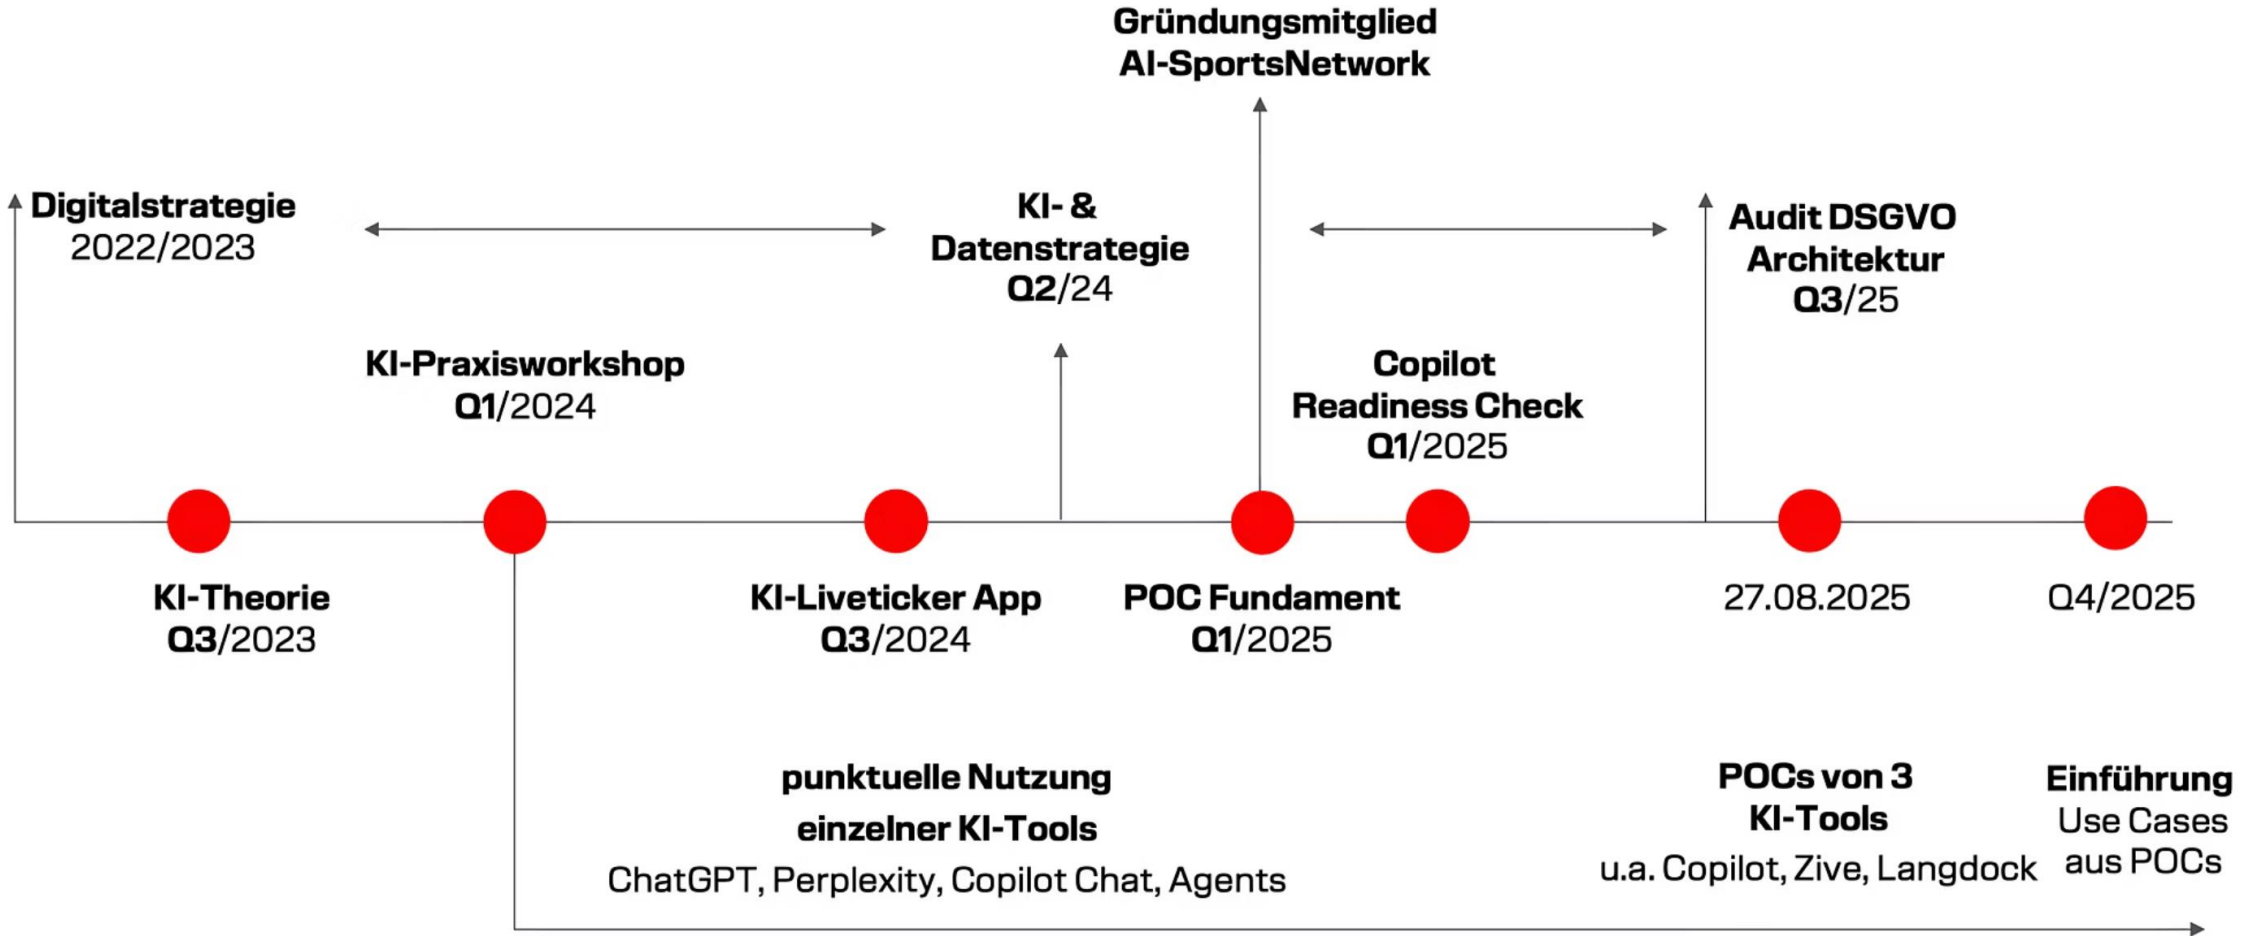 Gründungsmitglied
AI-SportsNetwork
Digitalstrategie
2022/2023
KI- &
Datenstrategie
Q2/24
Audit DSGVO
Architektur
Q3/25
KI-Praxisworkshop
Q1/2024
Copilot
Readiness Check
Q1/2025
KI-Theorie
Q3/2023
KI-Liveticker App
Q3/2024
POC Fundament
Q1/2025
27.08.2025
Q4/2025
punktuelle Nutzung
einzelner KI-Tools
ChatGPT, Perplexity, Copilot Chat, Agents
POCs von 3
KI-Tools
u.a. Copilot, Zive, Langdock
Einführung
Use Cases
aus POCs